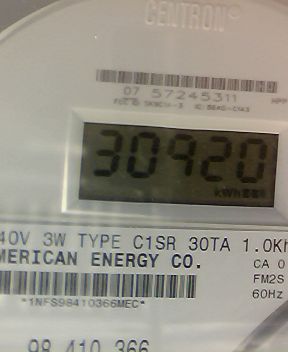 CENTRON®
07 57245311
30920
kWh
40V 3W TYPE C1SR 30TA 1.0Kh
MERICAN ENERGY CO.
CA 0
FM2S
*1NFS98410366MEC*
60Hz
98 410 366